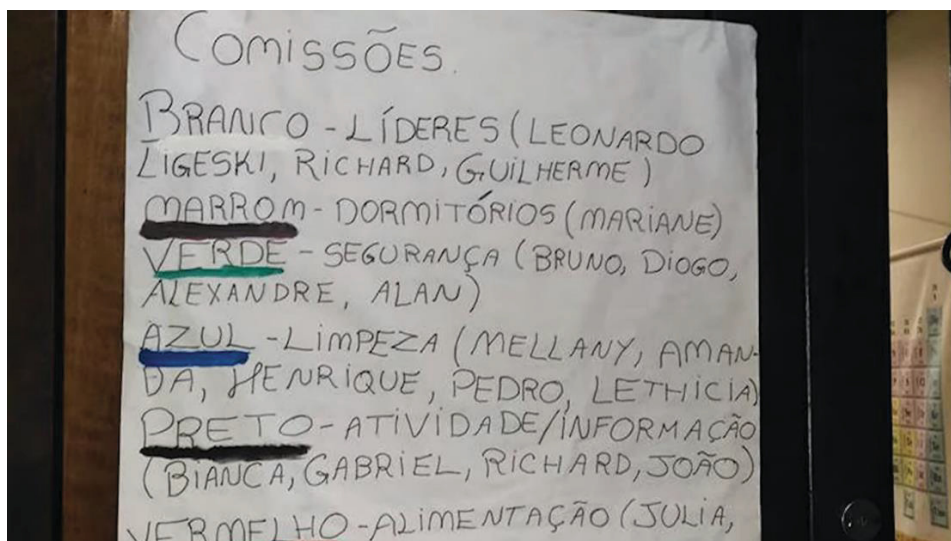 COMISSÕES.
BRANCO - LÍDERES (LEONARDO
LIGESKI, RICHARD, GUILHERME)
MARROM - DORMITÓRIOS (MARIANE)
VERDE - SEGURANÇA (BRUNO, DIOGO,
ALEXANDRE, ALAN)
AZUL - LIMPEZA (MELLANY, AMAN-
DA, HENRIQUE, PEDRO, LETHICIA)
PRETO - ATIVIDADE/INFORMAÇÃO
(BIANCA, GABRIEL, RICHARD, JOÃO)
VERMELHO - ALIMENTAÇÃO (JULIA,